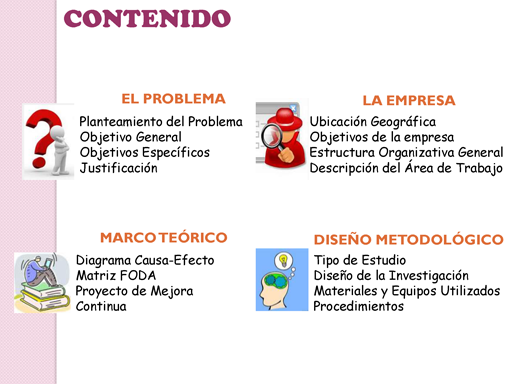 CONTENIDO
EL PROBLEMA
Planteamiento del Problema
Objetivo General
Objetivos Específicos
Justificación
LA EMPRESA
Ubicación Geográfica
Objetivos de la empresa
Estructura Organizativa General
Descripción del Área de Trabajo
MARCO TEÓRICO
Diagrama Causa-Efecto
Matriz FODA
Proyecto de Mejora
Continua
DISEÑO METODOLÓGICO
Tipo de Estudio
Diseño de la Investigación
Materiales y Equipos Utilizados
Procedimientos